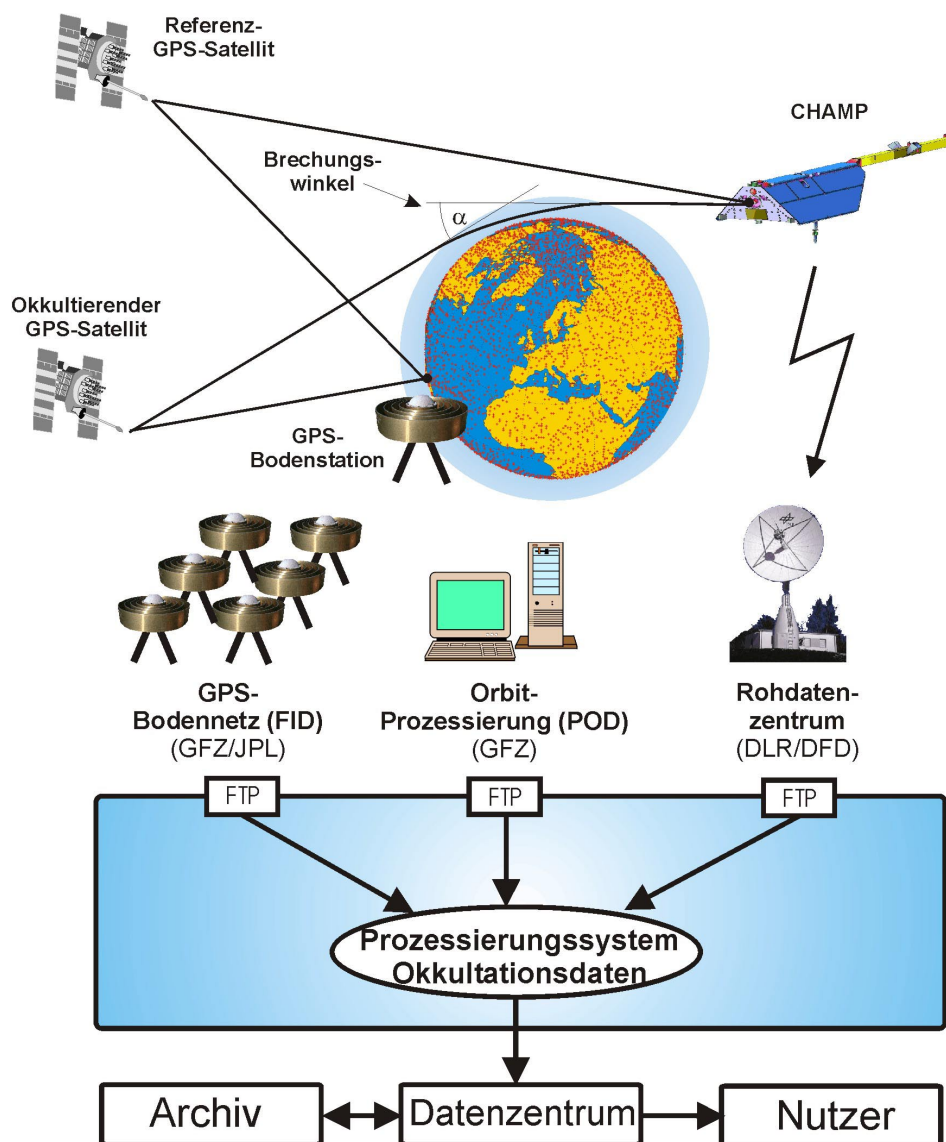 Referenz-
GPS-Satellit
CHAMP
Brechungs-
winkel
α
Okkultierender
GPS-Satellit
GPS-
Bodenstation
GPS-
Bodennetz (FID)
(GFZ/JPL)
Orbit-
Prozessierung (POD)
(GFZ)
Rohdaten-
zentrum
(DLR/DFD)
FTP
FTP
FTP
Prozessierungssystem
Okkultationsdaten
Archiv
Datenzentrum
Nutzer